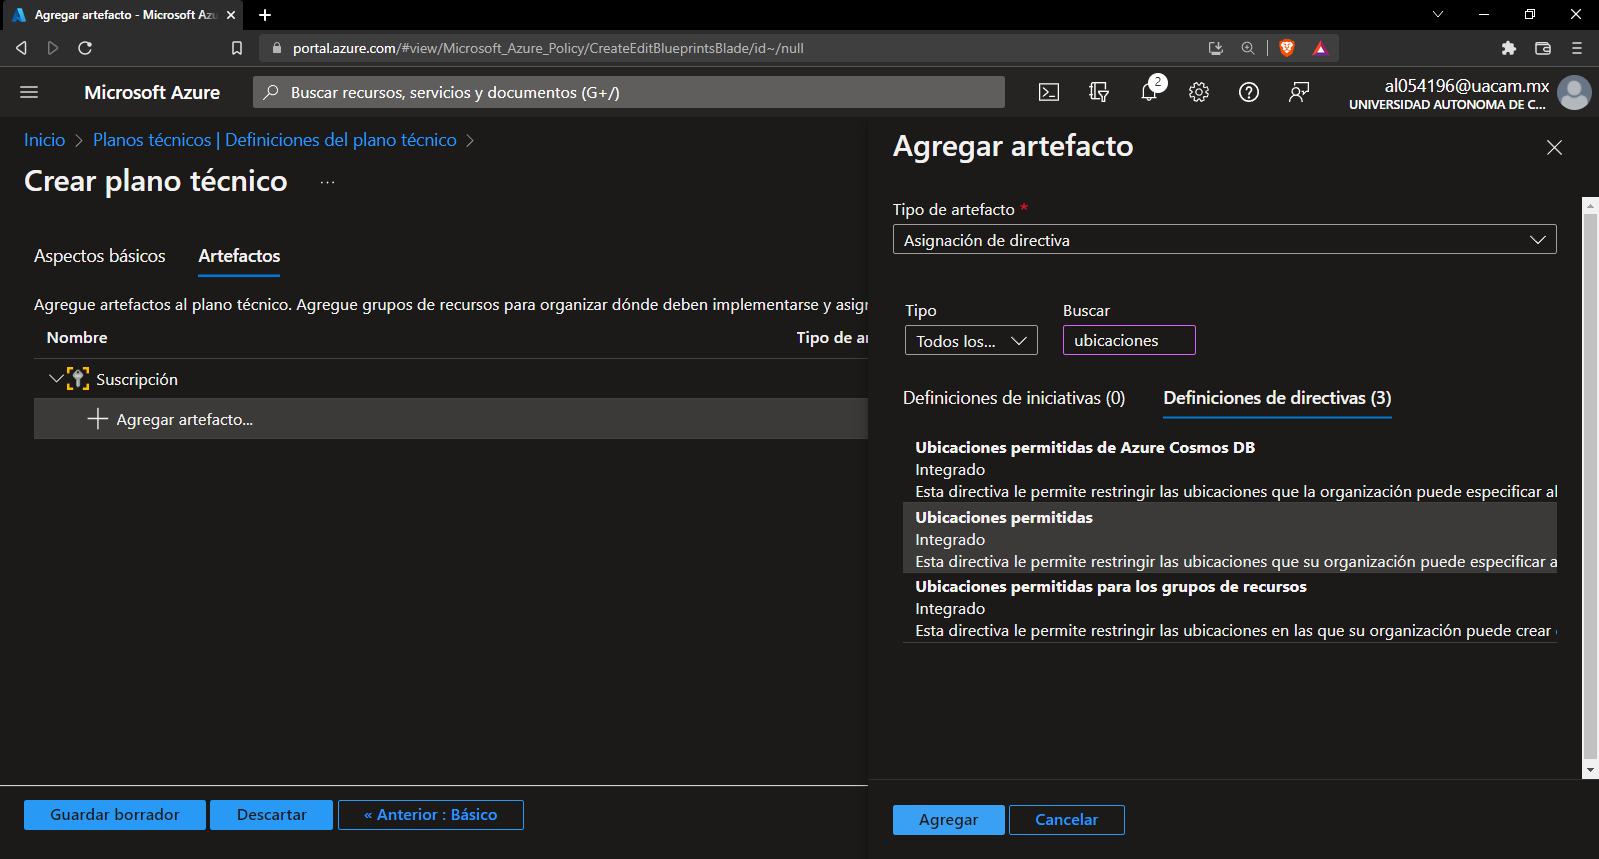 Agregar artefacto - Microsoft Azu
portal.azure.com/#view/Microsoft_Azure_Policy/CreateEditBlueprintsBlade/id~/null
Microsoft Azure
Buscar recursos, servicios y documentos (G+/)
2
al054196@uacam.mx
UNIVERSIDAD AUTONOMA DE C...
Inicio > Planos técnicos | Definiciones del plano técnico >
Crear plano técnico ...
Aspectos básicos
Artefactos
Agregue artefactos al plano técnico. Agregue grupos de recursos para organizar dónde deben implementarse y asign
Nombre
Tipo de ar
Suscripción
Agregar artefacto...
Guardar borrador
Descartar
« Anterior : Básico
Agregar artefacto
Tipo de artefacto *
Asignación de directiva
Tipo
Buscar
Todos los...
ubicaciones
Definiciones de iniciativas (0)
Definiciones de directivas (3)
Ubicaciones permitidas de Azure Cosmos DB
Integrado
Esta directiva le permite restringir las ubicaciones que la organización puede especificar al
Ubicaciones permitidas
Integrado
Esta directiva le permite restringir las ubicaciones que su organización puede especificar a
Ubicaciones permitidas para los grupos de recursos
Integrado
Esta directiva le permite restringir las ubicaciones en las que su organización puede crear
Agregar
Cancelar